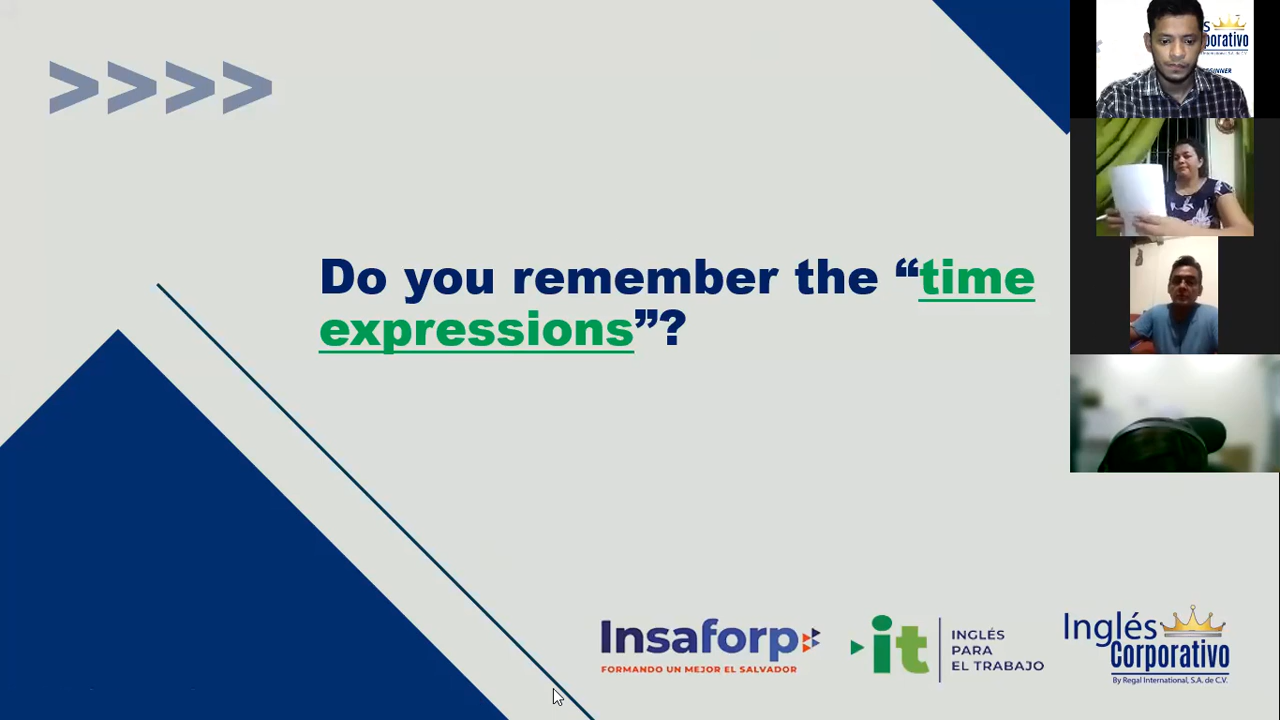 >>>>
Do you remember the “time
expressions”?
Insaforp
FORMANDO UN MEJOR EL SALVADOR
it
INGLÉS
PARA
EL TRABAJO
Inglés
Corporativo
By Regal International, S.A. de C.V.